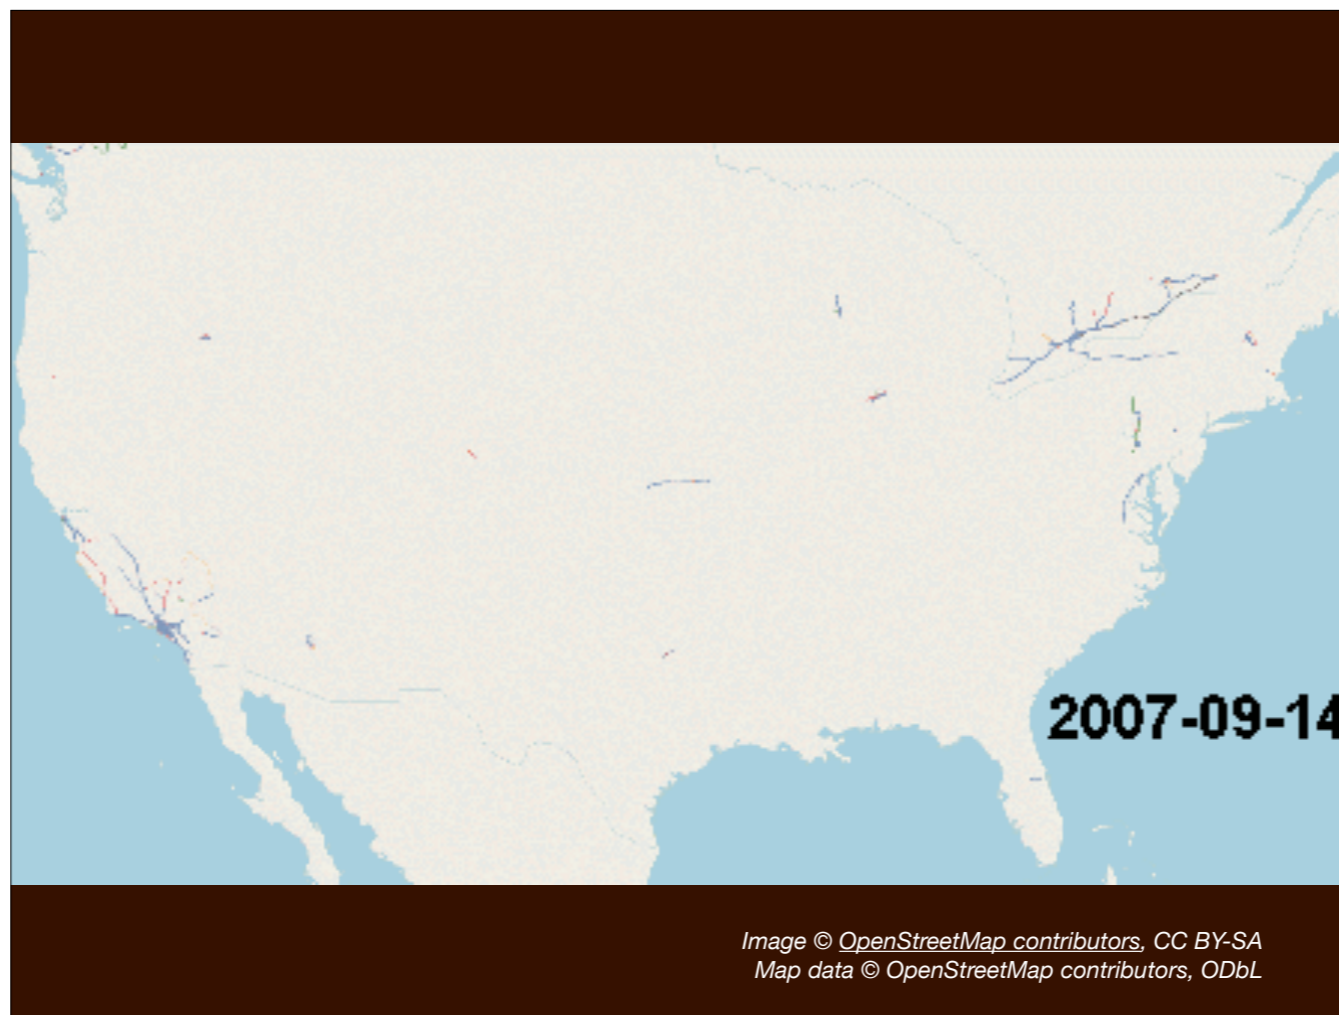 2007-09-14
Image © OpenStreetMap contributors, CC BY-SA
Map data © OpenStreetMap contributors, ODbL